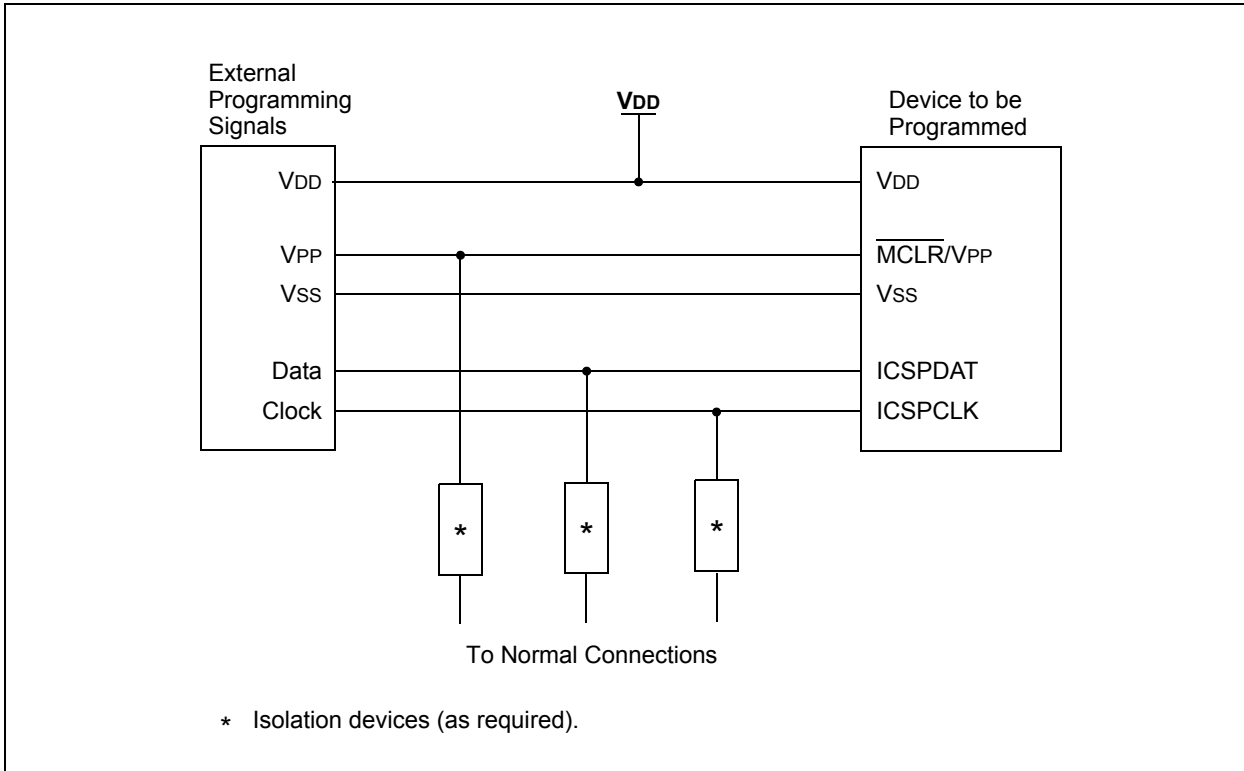 External
Programming
Signals
VDD
Device to be
Programmed
VDD
VDD
VPP
MCLR/VPP
VSS
VSS
Data
ICSPDAT
Clock
ICSPCLK
*
*
*
To Normal Connections
* Isolation devices (as required).